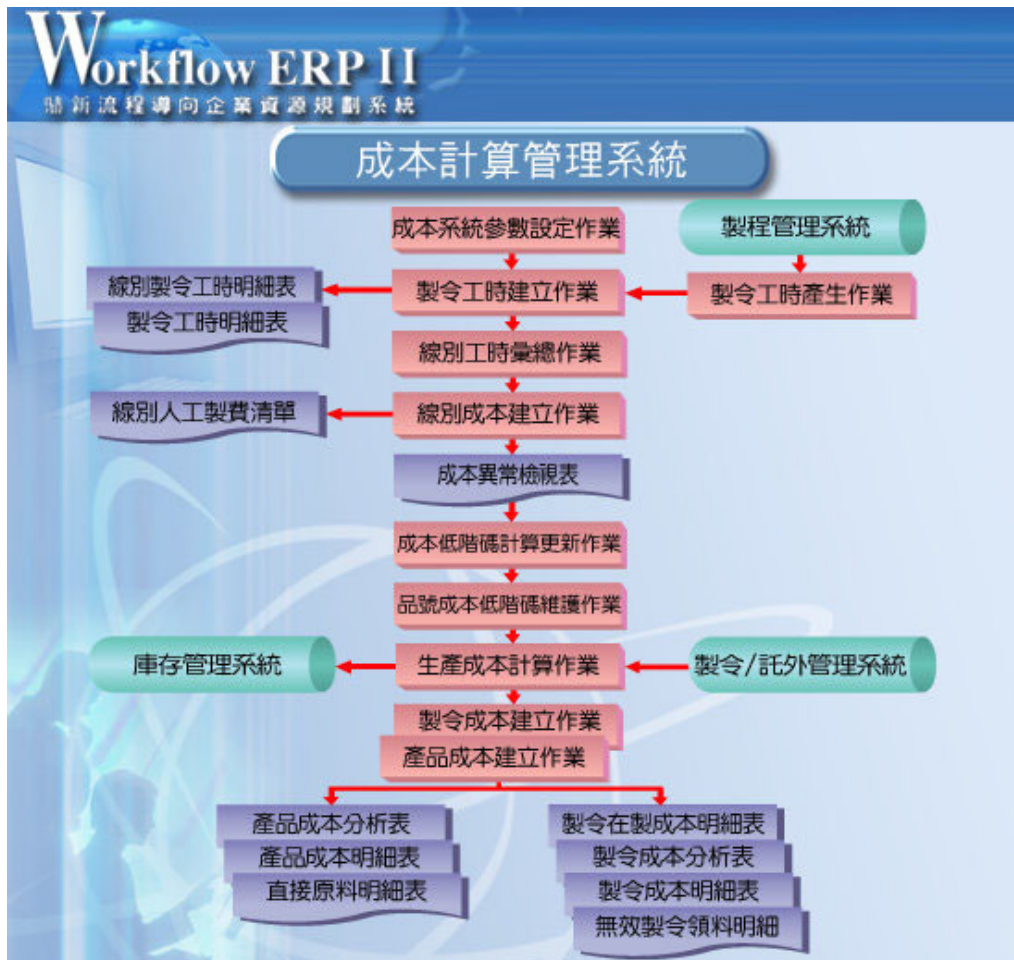 Workflow ERP II
鼎新流程導向企業資源規劃系統
成本計算管理系統
成本系統參數設定作業
製程管理系統
線別製令工時明細表
製令工時建立作業
製令工時產生作業
製令工時明細表
線別工時彙總作業
線別人工製費清單
線別成本建立作業
成本異常檢視表
成本低階碼計算更新作業
品號成本低階碼維護作業
庫存管理系統
生產成本計算作業
製令/託外管理系統
製令成本建立作業
產品成本建立作業
產品成本分析表
製令在製成本明細表
產品成本明細表
製令成本分析表
直接原料明細表
製令成本明細表
無效製令領料明細